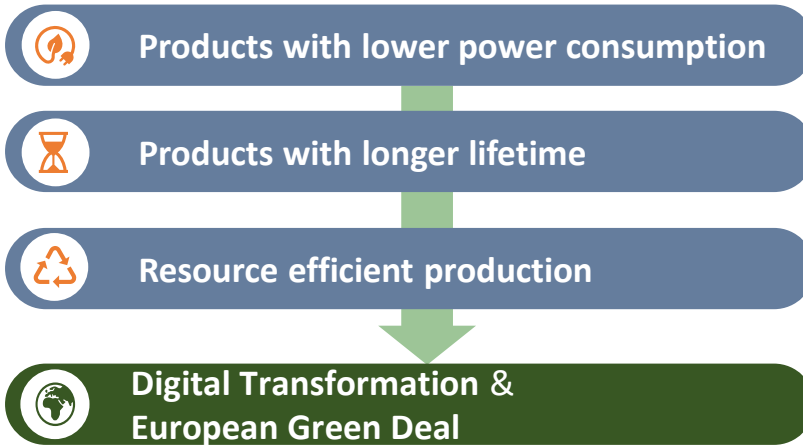 Products with lower power consumption
Products with longer lifetime
Resource efficient production
Digital Transformation &
European Green Deal